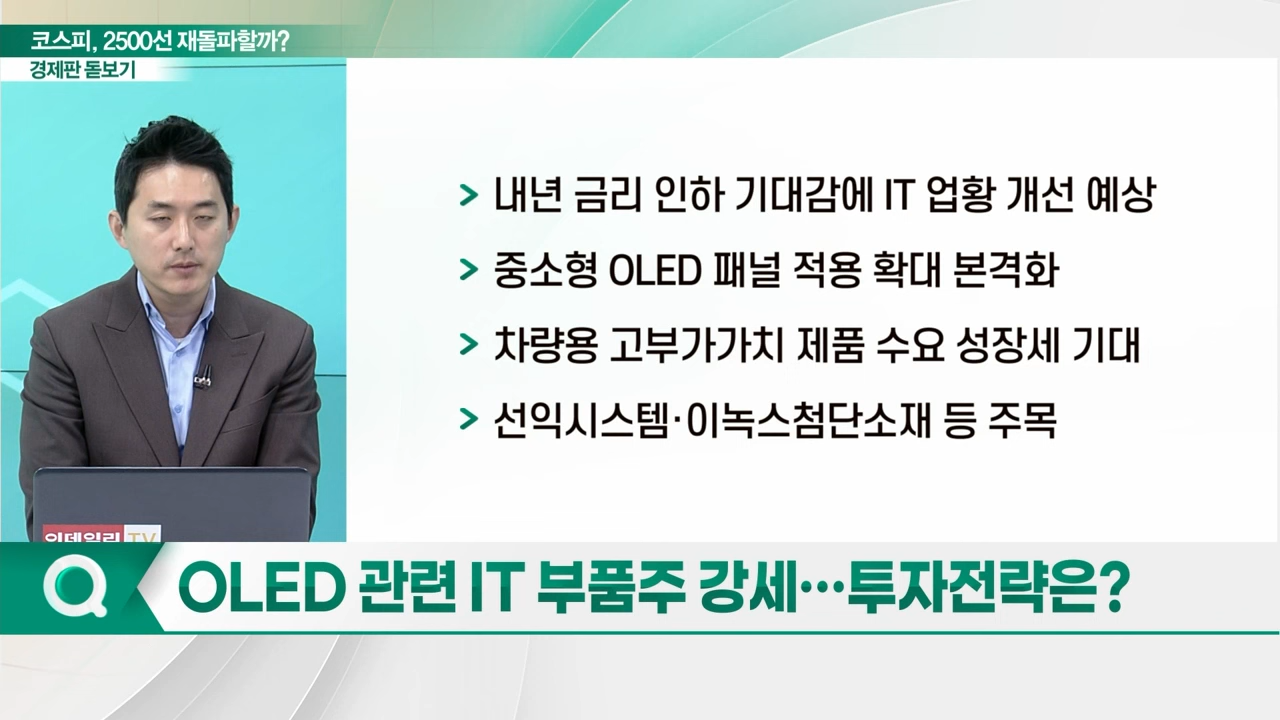 코스피, 2500선 재돌파할까?
경제판 돋보기
> 내년 금리 인하 기대감에 IT 업황 개선 예상
> 중소형 OLED 패널 적용 확대 본격화
> 차량용 고부가가치 제품 수요 성장세 기대
> 선익시스템·이녹스첨단소재 등 주목
이데일리 TV
OLED 관련 IT 부품주 강세…투자전략은?